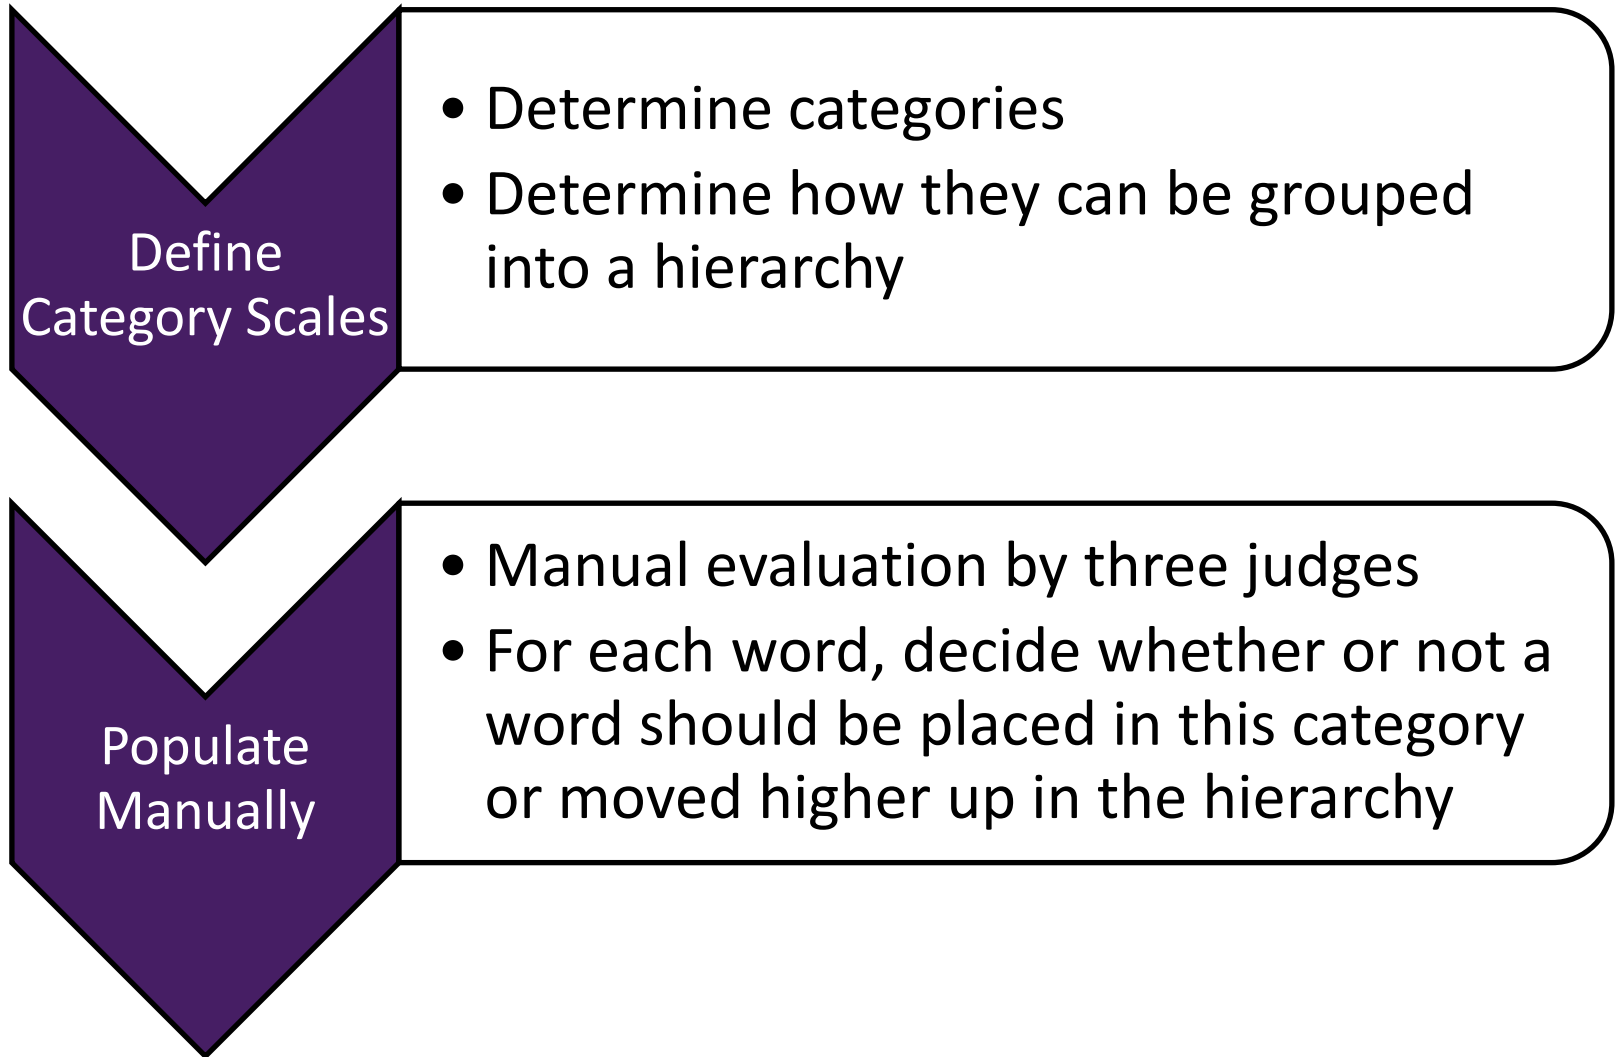 Define
Category Scales
• Determine categories
• Determine how they can be grouped
into a hierarchy
Populate
Manually
• Manual evaluation by three judges
• For each word, decide whether or not a
word should be placed in this category
or moved higher up in the hierarchy